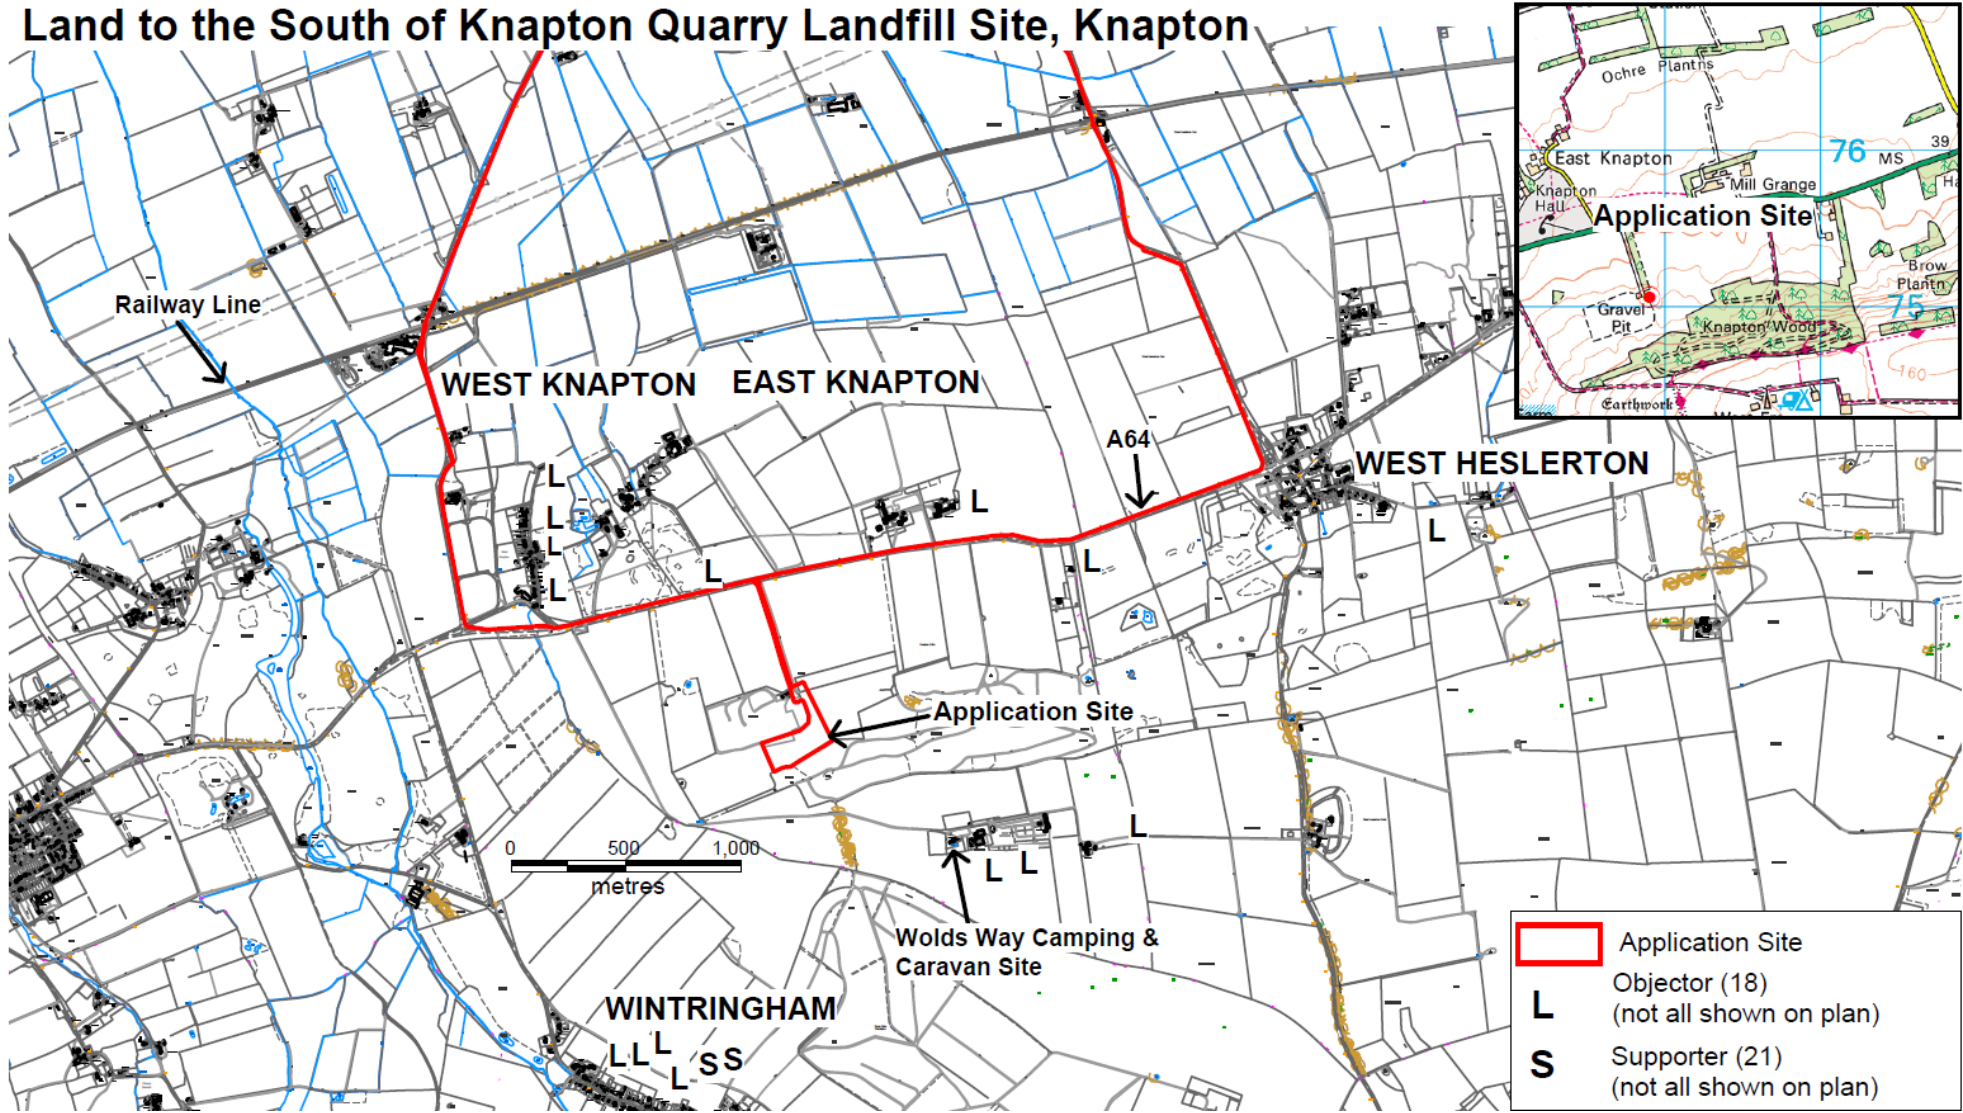 Land to the South of Knapton Quarry Landfill Site, Knapton
Ochre Plantns
76
MS
39
East Knapton
Knapton
Hall
Mill Grange
Application Site
Brow
Plantn
75
Gravel
Pit
Knapton Wood
160
Earthwork
Railway Line
WEST KNAPTON
EAST KNAPTON
A64
WEST HESLERTON
L
L
L
L
L
L
L
L
Application Site
0 500 1,000
metres
L
L
L
Wolds Way Camping &
Caravan Site
WINTRINGHAM
L L L
L
S S
Application Site
L
Objector (18)
(not all shown on plan)
S
Supporter (21)
(not all shown on plan)